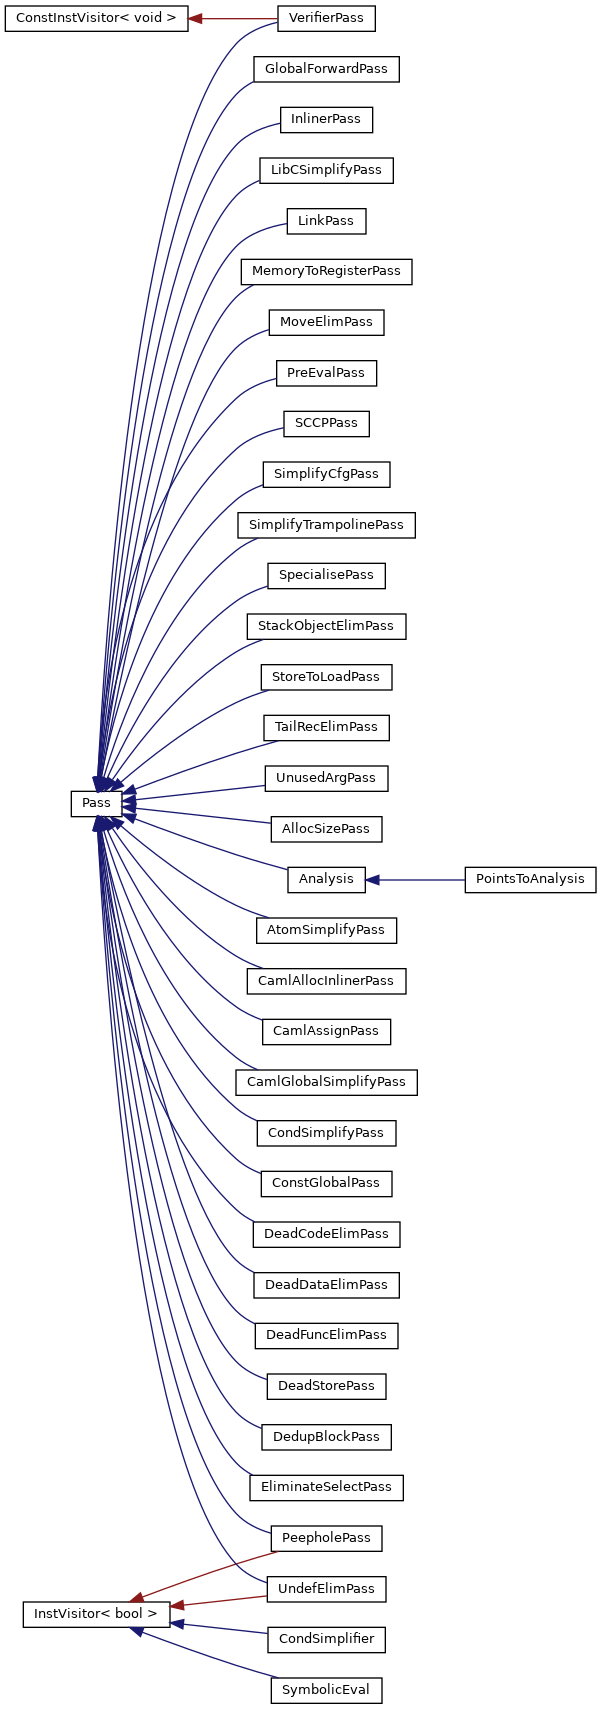 ConstInstVisitor< void >
VerifierPass
GlobalForwardPass
InlinerPass
LibCSimplifyPass
LinkPass
MemoryToRegisterPass
MoveElimPass
PreEvalPass
SCCPPass
SimplifyCfgPass
SimplifyTrampolinePass
SpecialisePass
StackObjectElimPass
StoreToLoadPass
TailRecElimPass
UnusedArgPass
Pass
AllocSizePass
Analysis
PointsToAnalysis
AtomSimplifyPass
CamlAllocInlinerPass
CamlAssignPass
CamlGlobalSimplifyPass
CondSimplifyPass
ConstGlobalPass
DeadCodeElimPass
DeadDataElimPass
DeadFuncElimPass
DeadStorePass
DedupBlockPass
EliminateSelectPass
PeepholePass
UndefElimPass
InstVisitor< bool >
CondSimplifier
SymbolicEval